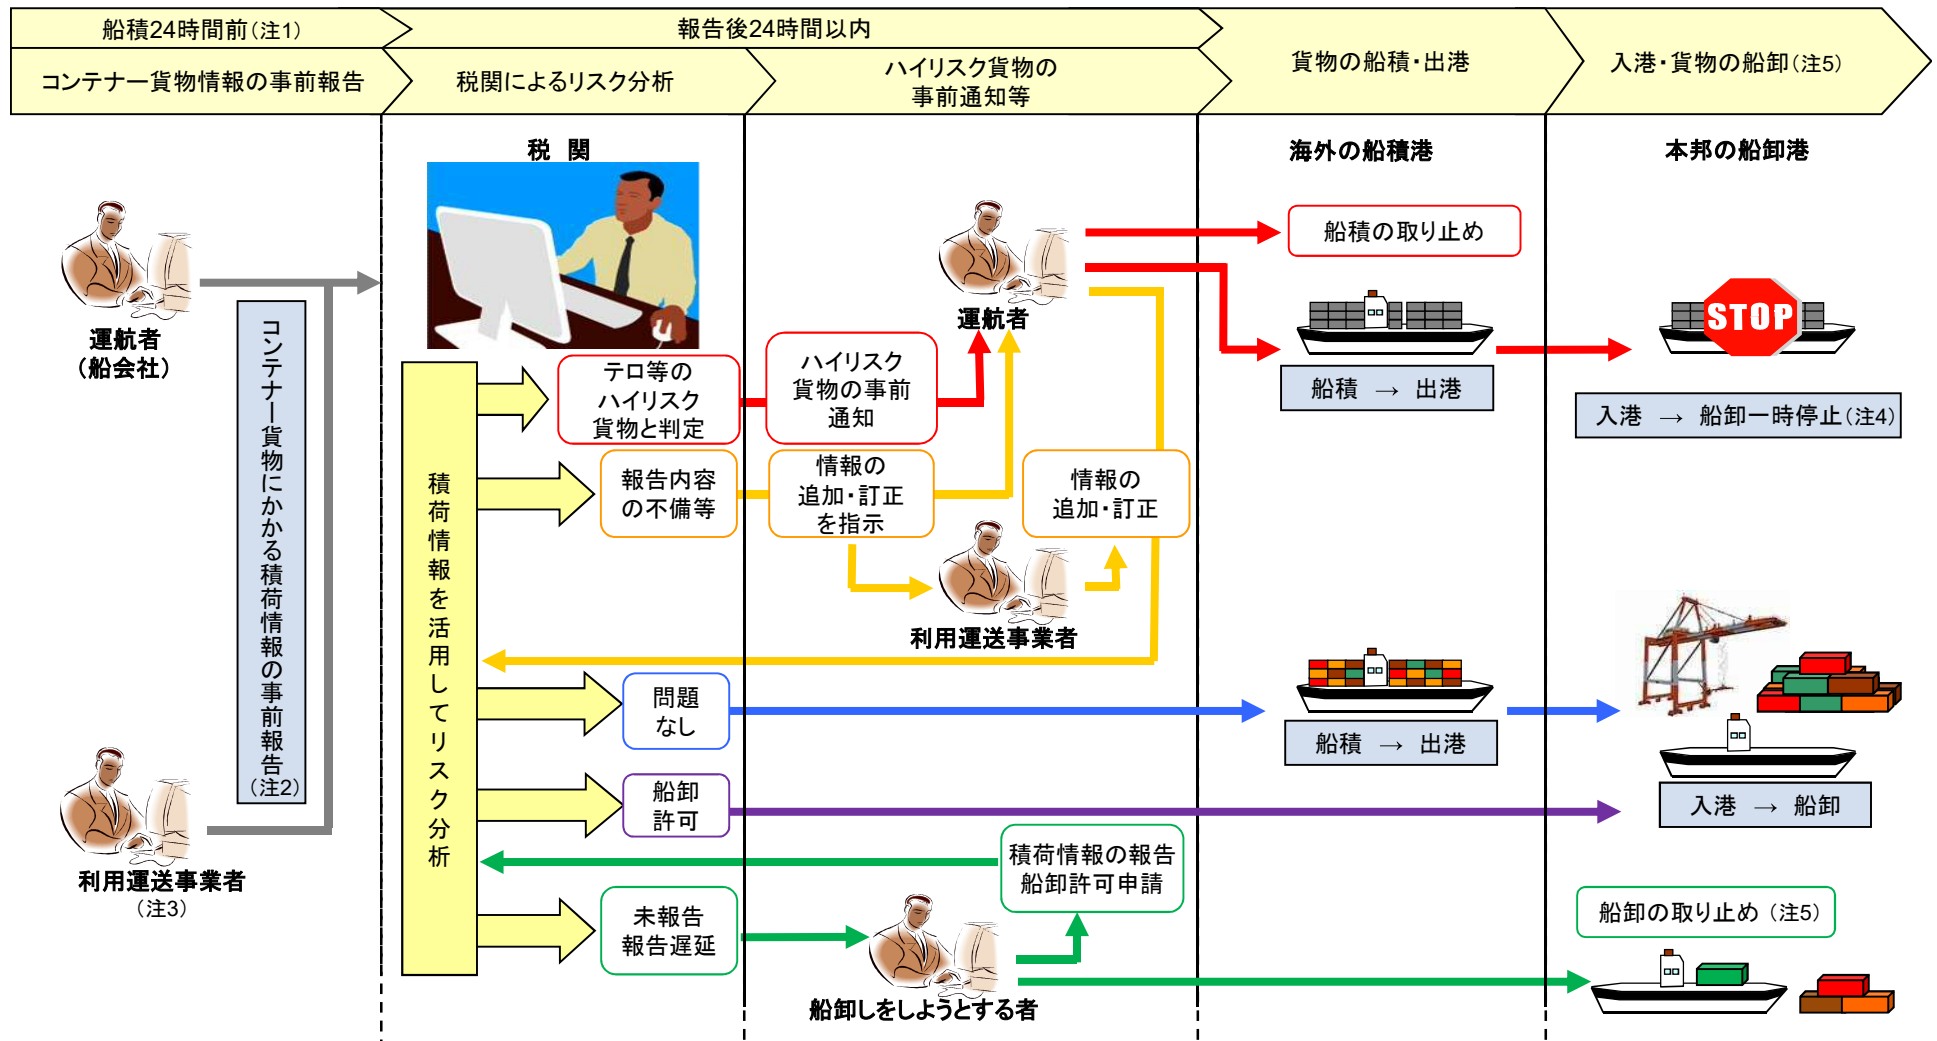 船積24時間前(注1)
報告後24時間以内
コンテナー貨物情報の事前報告
税関によるリスク分析
ハイリスク貨物の
事前通知等
貨物の船積・出港
入港・貨物の船卸(注5)
税 関
海外の船積港
本邦の船卸港
運航者
(船会社)
コンテナー貨物にかかる積荷情報の事前報告
(注2)
利用運送事業者
(注3)
積荷情報を活用してリスク分析
テロ等の
ハイリスク
貨物と判定
ハイリスク
貨物の事前
通知
運航者
報告内容
の不備等
情報の
追加・訂正
を指示
情報の
追加・訂正
利用運送事業者
問題
なし
船卸
許可
未報告
報告遅延
積荷情報の報告
船卸許可申請
船卸しをしようとする者
船積の取り止め
船積 → 出港
STOP
入港 → 船卸一時停止(注4)
船積 → 出港
入港 → 船卸
船卸の取り止め (注5)